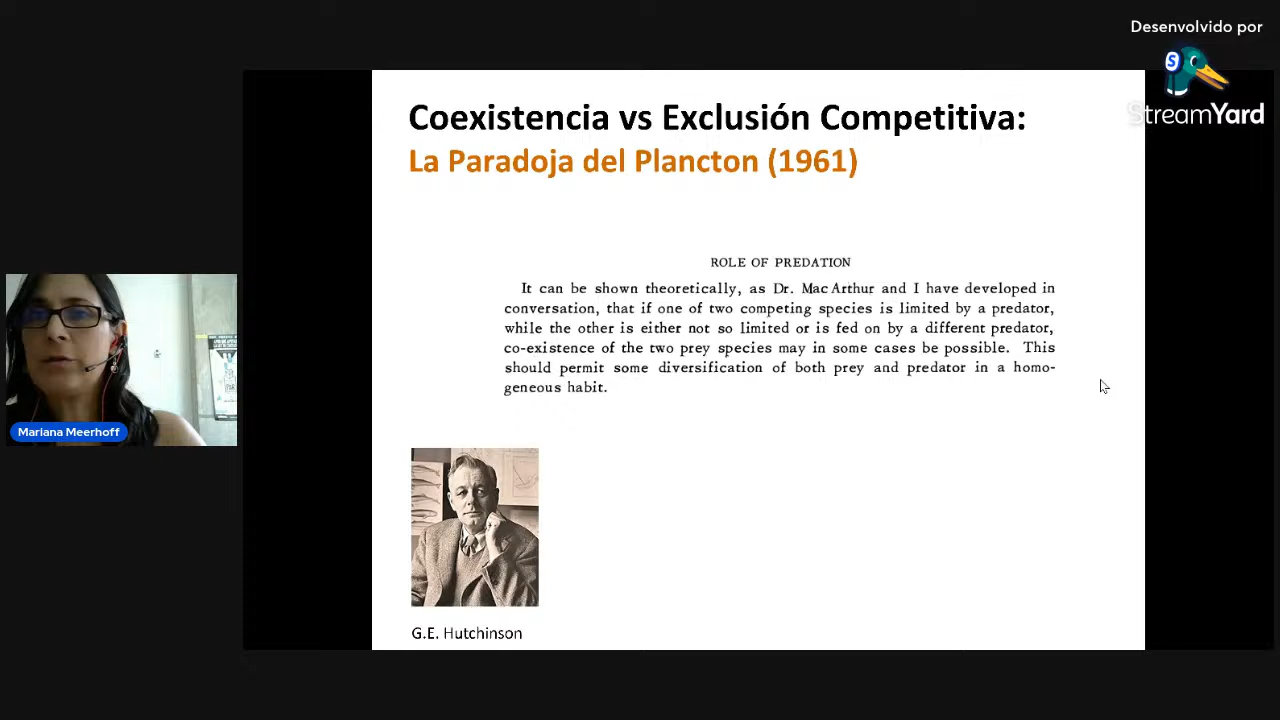 Desenvolvido por
StreamYard
Coexistencia vs Exclusión Competitiva:
La Paradoja del Plancton (1961)
ROLE OF PREDATION
It can be shown theoretically, as Dr. MacArthur and I have developed in
conversation, that if one of two competing species is limited by a predator,
while the other is either not so limited or is fed on by a different predator,
co-existence of the two prey species may in some cases be possible. This
should permit some diversification of both prey and predator in a homo-
geneous habit.
Mariana Meerhoff
G.E. Hutchinson